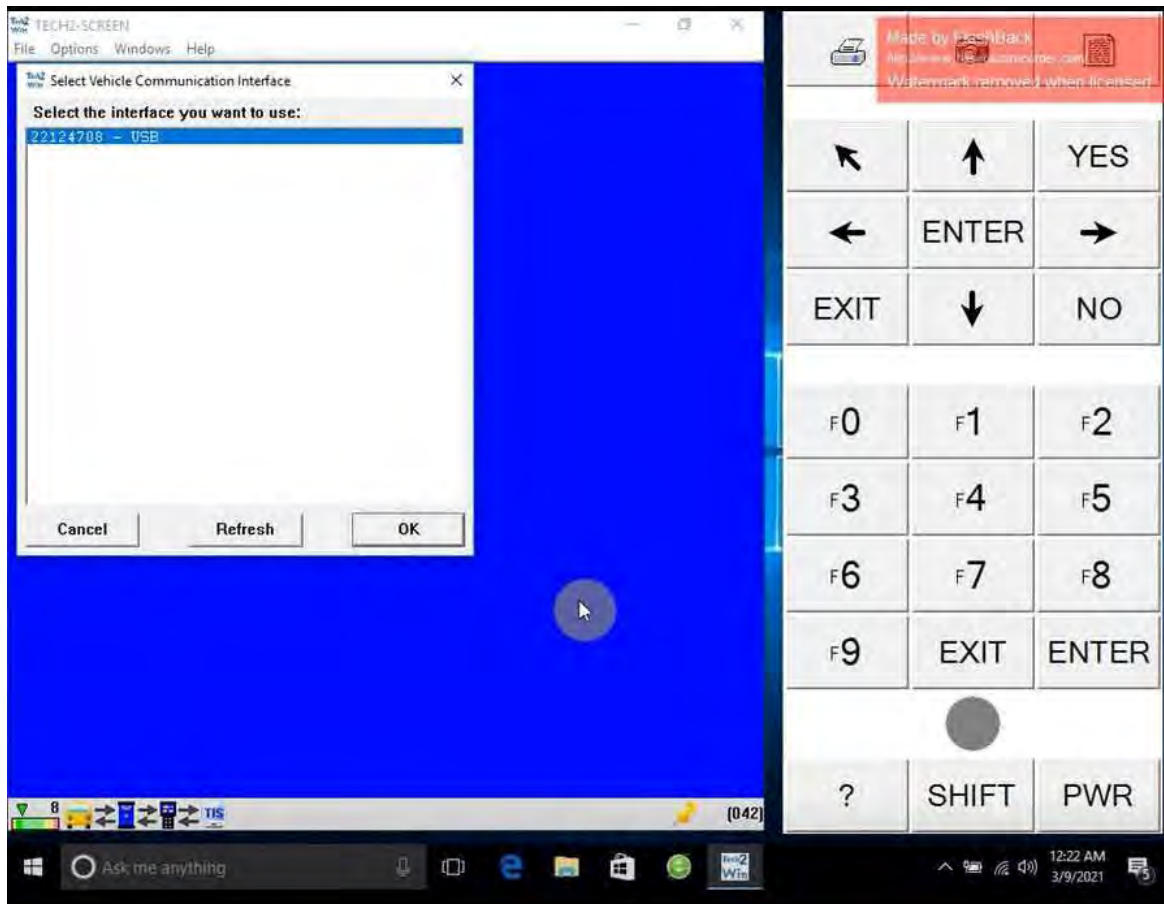 TECH2-SCREEN
File Options Windows Help
Tech2 Win Select Vehicle Communication Interface
Select the interface you want to use:
22124708 - USB
Cancel Refresh OK
8
TIS
(042)
Made by FlashBack
Watermark removed when licensed
YES
ENTER
EXIT NO
F0 F1 F2
F3 F4 F5
F6 F7 F8
F9 EXIT ENTER
? SHIFT PWR
Ask me anything
Tech2 Win
12:22 AM
3/9/2021
5